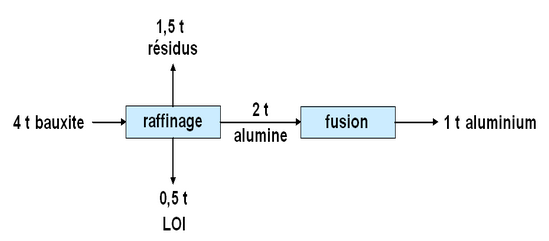 1,5 t
résidus
4 t bauxite
raffinage
2 t
alumine
fusion
1 t aluminium
0,5 t
LOI